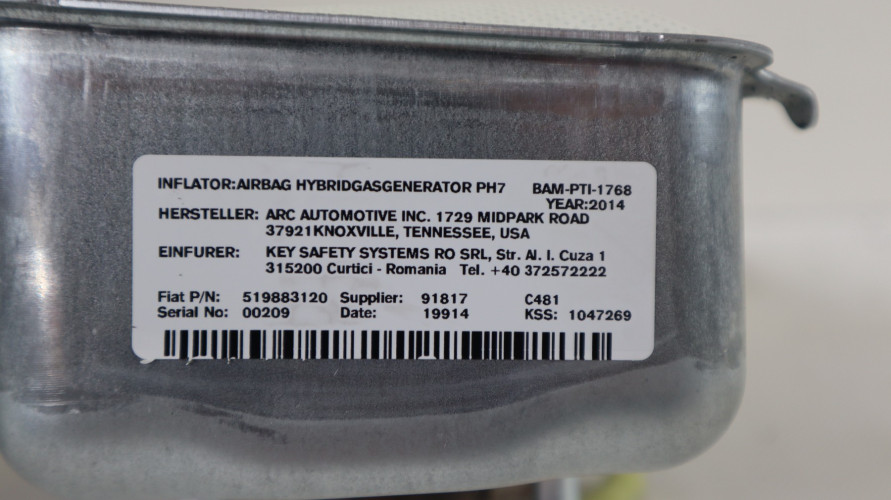 INFLATOR:AIRBAG HYBRIDGASGENERATOR PH7 BAM-PTI-1768
YEAR:2014
HERSTELLER: ARC AUTOMOTIVE INC. 1729 MIDPARK ROAD
37921KNOXVILLE, TENNESSEE, USA
EINFURER: KEY SAFETY SYSTEMS RO SRL, Str. Al. I. Cuza 1
315200 Curtici - Romania Tel. +40 372572222
Fiat P/N: 519883120 Supplier: 91817 C481
Serial No: 00209 Date: 19914 KSS: 1047269